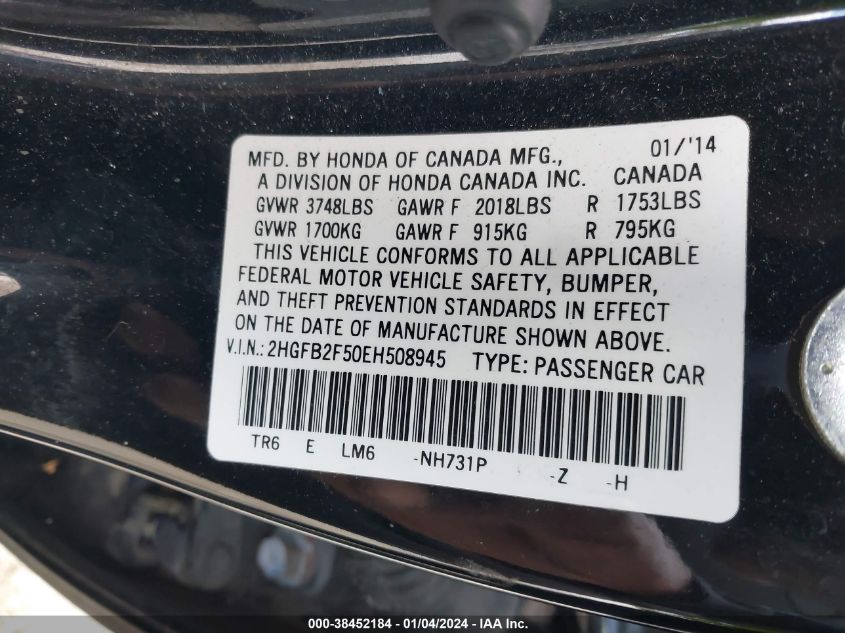 MFD. BY HONDA OF CANADA MFG., 01/'14
A DIVISION OF HONDA CANADA INC. CANADA
GVWR 3748LBS GAWR F 2018LBS R 1753LBS
GVWR 1700KG GAWR F 915KG R 795KG
THIS VEHICLE CONFORMS TO ALL APPLICABLE
FEDERAL MOTOR VEHICLE SAFETY, BUMPER,
AND THEFT PREVENTION STANDARDS IN EFFECT
ON THE DATE OF MANUFACTURE SHOWN ABOVE.
V.I.N.: 2HGFB2F50EH508945 TYPE: PASSENGER CAR
TR6 E LM6 -NH731P -Z -H
000-38452184 - 01/04/2024 - IAA Inc.